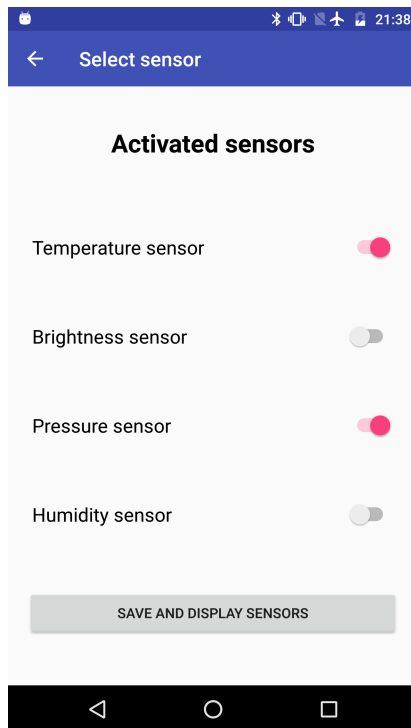 21:38
Select sensor
Activated sensors
Temperature sensor
Brightness sensor
Pressure sensor
Humidity sensor
SAVE AND DISPLAY SENSORS